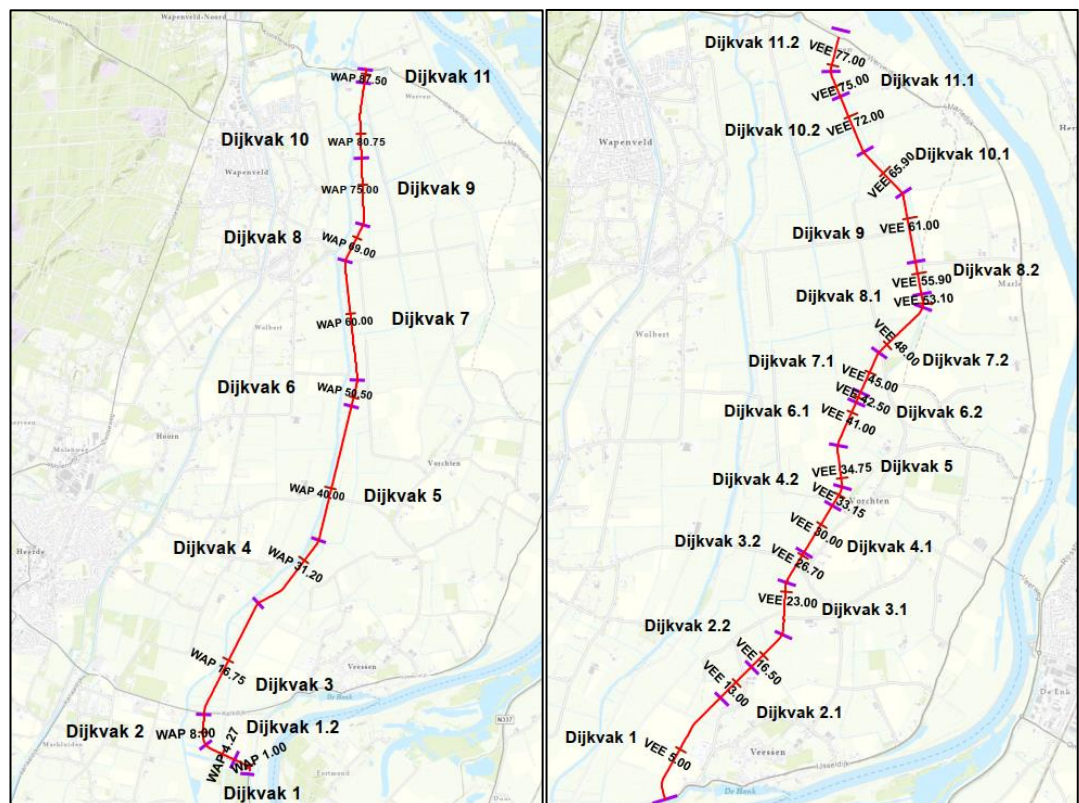 Wapenveld-Noord
Dijkvak 11
WAP 87.50
Werven
Dijkvak 10
WAP 80.75
Wapenveld
WAP 75.00
Dijkvak 9
Dijkvak 8
WAP 69.00
WAP 60.00
Dijkvak 7
Wolbert
Dijkvak 6
WAP 50.50
Hoorn
Vorchten
WAP 40.00
Dijkvak 5
Dijkvak 4
WAP 31.20
Heerde
WAP 16.75
Dijkvak 3
Veessen
De Hank
Dijkvak 2
WAP 8.00
Dijkvak 1.2
N337
WAP 4.27
WAP 1.00
Fortmond
Dijkvak 1
Dijkvak 11.2
VEE 77.00
VEE 75.00
Dijkvak 11.1
Dijkvak 10.2
VEE 72.00
Wapenveld
Dijkvak 10.1
VEE 65.90
Dijkvak 9
VEE 61.00
Dijkvak 8.2
VEE 55.90
Marle
Dijkvak 8.1
VEE 53.10
Wolbert
VEE 48.00
Dijkvak 7.1
Dijkvak 7.2
VEE 45.00
VEE 42.50
Dijkvak 6.1
Dijkvak 6.2
VEE 41.00
VEE 34.75
Dijkvak 5
Dijkvak 4.2
VEE 33.15
Vorchten
VEE 30.00
Dijkvak 3.2
Dijkvak 4.1
VEE 26.70
VEE 23.00
Dijkvak 3.1
Dijkvak 2.2
VEE 16.50
VEE 13.00
De Enk
Dijkvak 2.1
Dijkvak 1
VEE 5.00
Veessen
IJsseldijk
De Hank